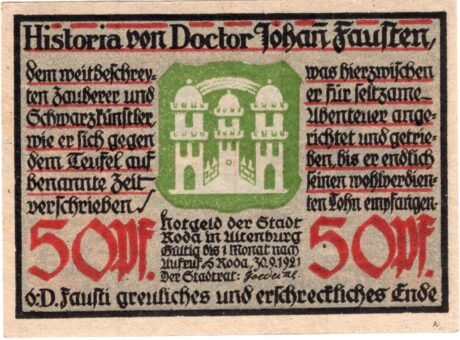 Historia von Doctor Johañ Fausten,
dem weitbeschrey-
ten Zauberer und
Schwarzkünstler,
wie er sich gegen
dem Teufel auf
benannte Zeit
verschrieben
was hierzwischen
er für seltzame
Abenteuer ange-
richtet und getrie-
ben, bis er endlich
seinen wohlverdien-
ten Lohn empfangen.
50 Pf.
Notgeld der Stadt
Roda in Altenburg
Gültig bis 1 Monat nach
Aufruf. Roda, 30.9.1921
Der Stadtrat:
50 Pf.
6: D. Fausti greuliches und erschreckliches Ende